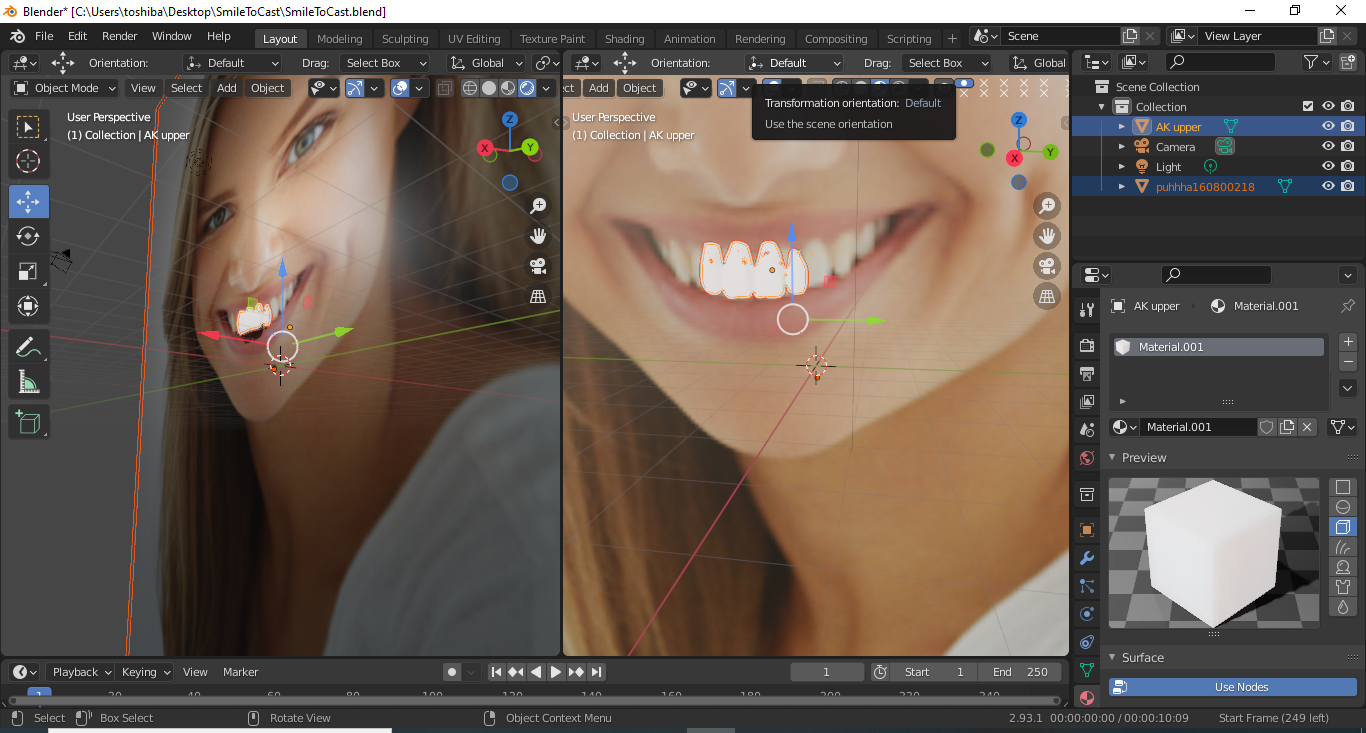 Blender* [C:\Users\toshiba\Desktop\SmileToCast\SmileToCast.blend]
File Edit Render Window Help Layout Modeling Sculpting UV Editing Texture Paint Shading Animation Rendering Compositing Scripting + Scene View Layer
Orientation: Default Drag: Select Box Global
Orientation: Default Drag: Select Box Global
Object Mode View Select Add Object
ct Add Object
Transformation orientation: Default
Use the scene orientation
User Perspective
(1) Collection | AK upper
User Perspective
(1) Collection | AK upper
Z
X Y
Z
X Y
Scene Collection
Collection
AK upper
Camera
Light
puhhha160800218
AK upper Material.001
Material.001
Material.001
Preview
Surface
Use Nodes
Playback Keying View Marker 1 Start 1 End 250
1 20 40 60 80 100 120 140 160 180 200 220 240
Select Box Select Rotate View Object Context Menu 2.93.1 00:00:00:00 / 00:00:10:09 Start Frame (249 left)